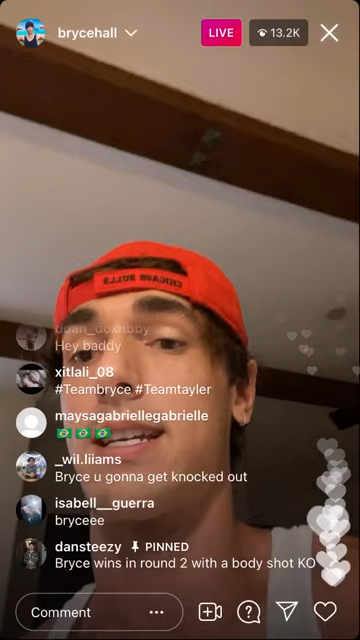 brycehall
LIVE
13.2K
CHICAGO BULLS
Hey baddy
xitlali_08
#Teambryce #Teamtayler
maysagabriellegabrielle
🇧🇷 🇧🇷 🇧🇷
_wil.liiams
Bryce u gonna get knocked out
isabell__guerra
bryceee
dansteezy PINNED
Bryce wins in round 2 with a body shot KO
Comment